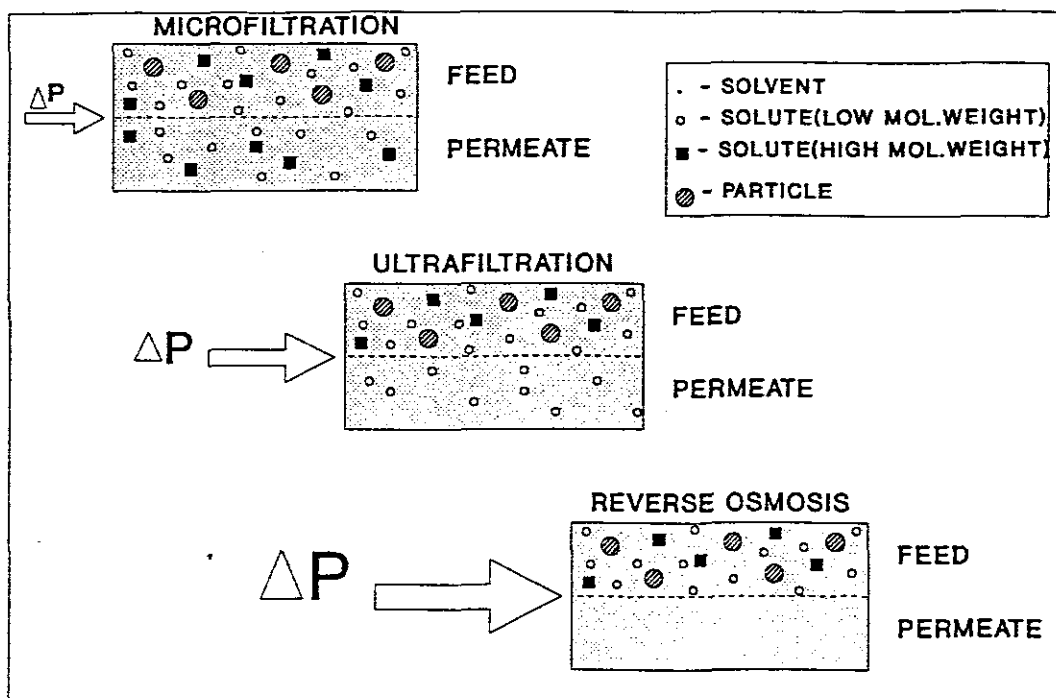 MICROFILTRATION
ΔP
FEED
PERMEATE
. - SOLVENT
o - SOLUTE(LOW MOL.WEIGHT)
■ - SOLUTE(HIGH MOL.WEIGHT)
- PARTICLE
ULTRAFILTRATION
ΔP
FEED
PERMEATE
REVERSE OSMOSIS
ΔP
FEED
PERMEATE